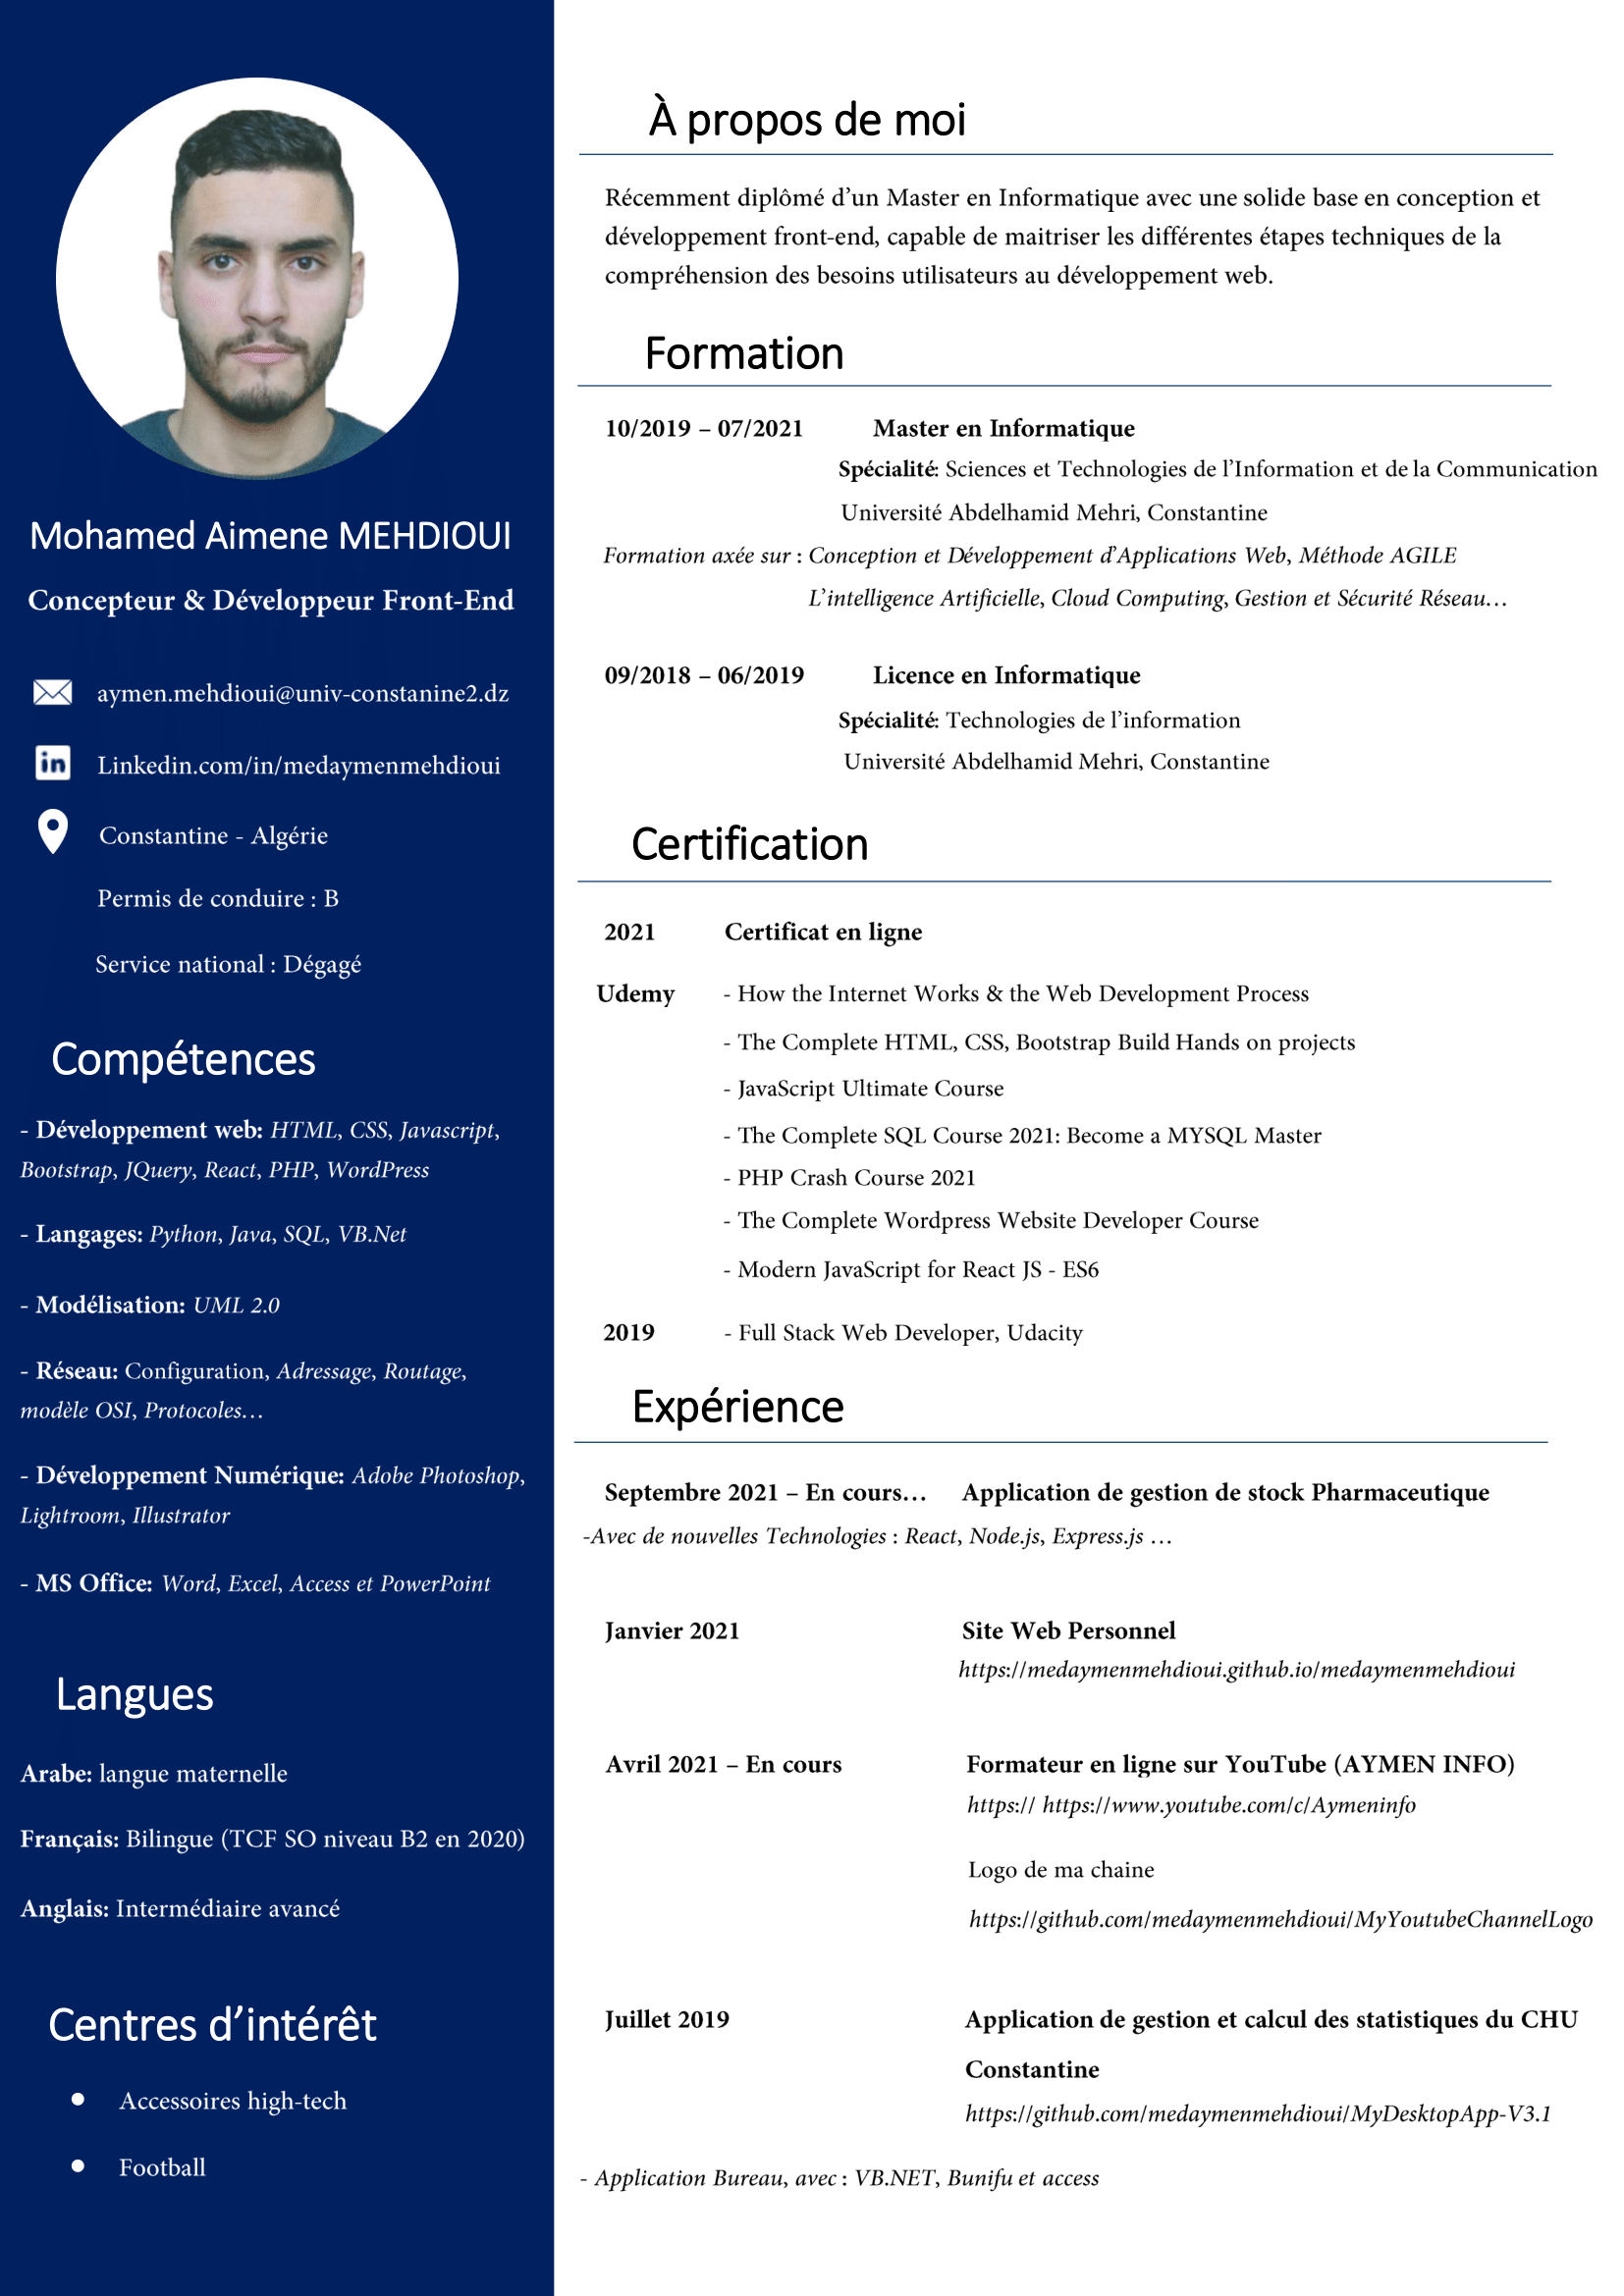 Mohamed Aimene MEHDIOUI
Concepteur & Développeur Front-End
aymen.mehdioui@univ-constanine2.dz
in
Linkedin.com/in/medaymenmehdioui
Constantine - Algérie
Permis de conduire : B
Service national : Dégagé
Compétences
- Développement web: HTML, CSS, Javascript,
Bootstrap, JQuery, React, PHP, WordPress
- Langages: Python, Java, SQL, VB.Net
- Modélisation: UML 2.0
- Réseau: Configuration, Adressage, Routage,
modèle OSI, Protocoles…
- Développement Numérique: Adobe Photoshop,
Lightroom, Illustrator
- MS Office: Word, Excel, Access et PowerPoint
Langues
Arabe: langue maternelle
Français: Bilingue (TCF SO niveau B2 en 2020)
Anglais: Intermédiaire avancé
Centres d’intérêt
● Accessoires high-tech
● Football
À propos de moi
Récemment diplômé d’un Master en Informatique avec une solide base en conception et
développement front-end, capable de maitriser les différentes étapes techniques de la
compréhension des besoins utilisateurs au développement web.
Formation
10/2019 – 07/2021 Master en Informatique
Spécialité: Sciences et Technologies de l’Information et de la Communication
Université Abdelhamid Mehri, Constantine
Formation axée sur : Conception et Développement d’Applications Web, Méthode AGILE
L’intelligence Artificielle, Cloud Computing, Gestion et Sécurité Réseau…
09/2018 – 06/2019 Licence en Informatique
Spécialité: Technologies de l’information
Université Abdelhamid Mehri, Constantine
Certification
2021 Certificat en ligne
Udemy - How the Internet Works & the Web Development Process
- The Complete HTML, CSS, Bootstrap Build Hands on projects
- JavaScript Ultimate Course
- The Complete SQL Course 2021: Become a MYSQL Master
- PHP Crash Course 2021
- The Complete Wordpress Website Developer Course
- Modern JavaScript for React JS - ES6
2019 - Full Stack Web Developer, Udacity
Expérience
Septembre 2021 – En cours… Application de gestion de stock Pharmaceutique
-Avec de nouvelles Technologies : React, Node.js, Express.js …
Janvier 2021 Site Web Personnel
https://medaymenmehdioui.github.io/medaymenmehdioui
Avril 2021 – En cours Formateur en ligne sur YouTube (AYMEN INFO)
https:// https://www.youtube.com/c/Aymeninfo
Logo de ma chaine
https://github.com/medaymenmehdioui/MyYoutubeChannelLogo
Juillet 2019 Application de gestion et calcul des statistiques du CHU
Constantine
https://github.com/medaymenmehdioui/MyDesktopApp-V3.1
- Application Bureau, avec : VB.NET, Bunifu et access